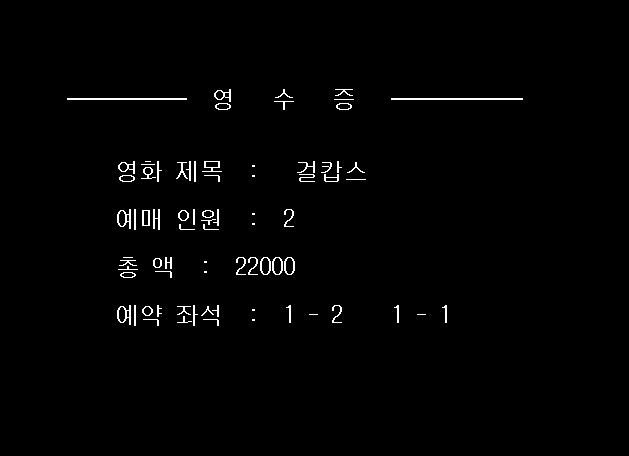 영 수 증
영화 제목 : 걸캅스
예매 인원 : 2
총 액 : 22000
예약 좌석 : 1 - 2 1 - 1